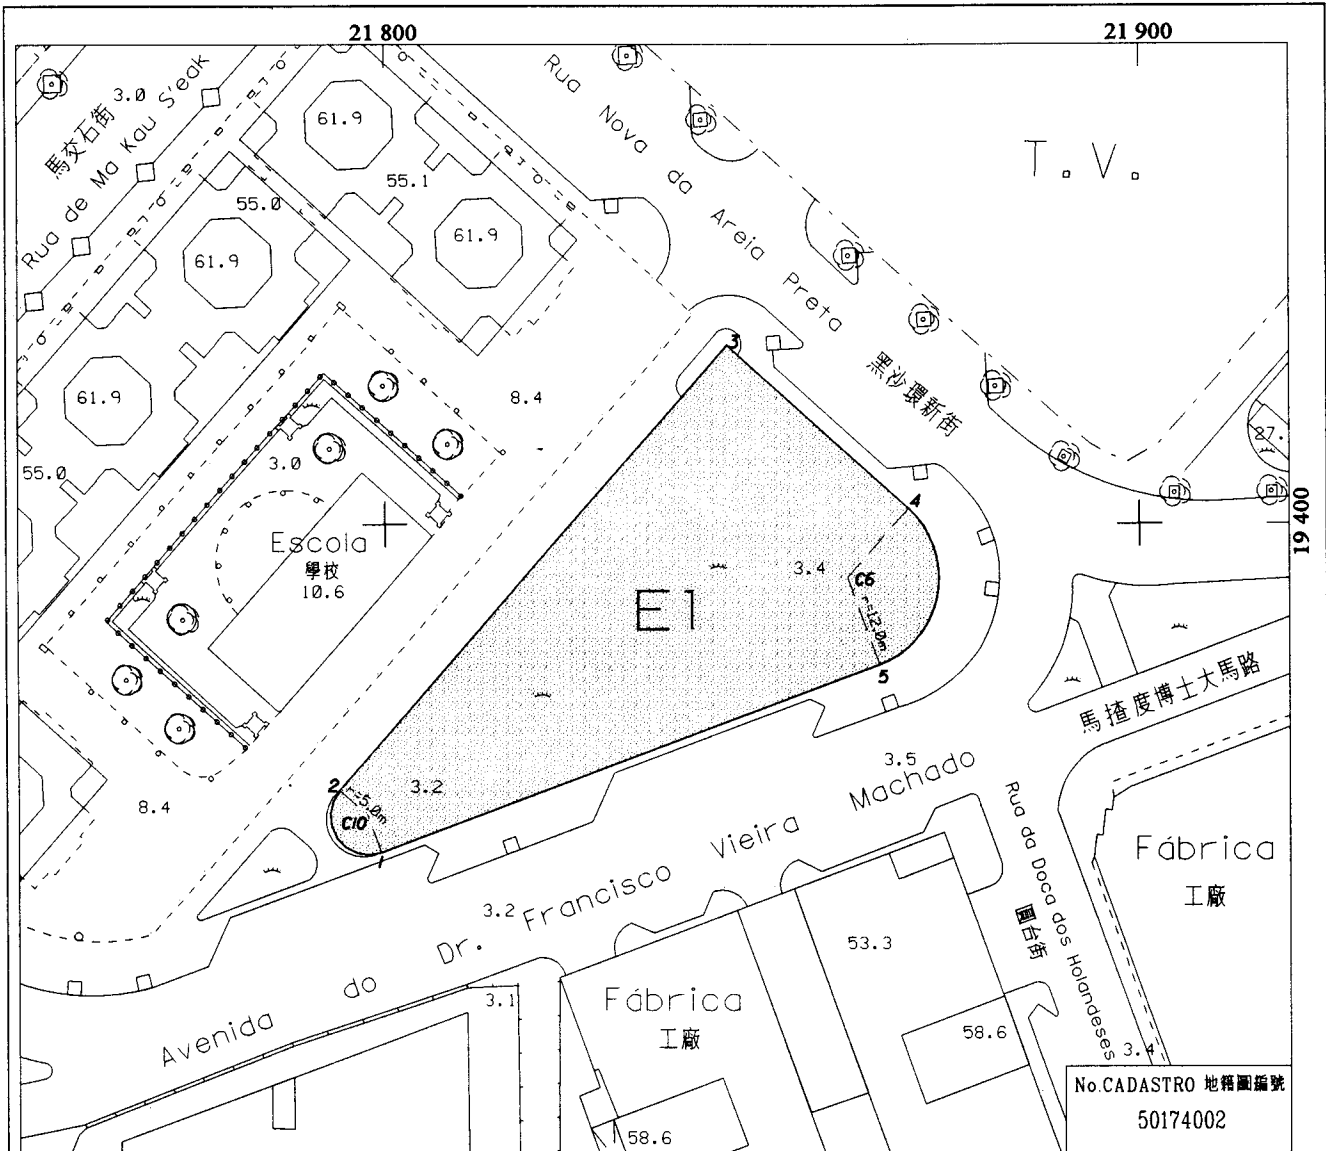 21 800
21 900
馬交石街
3.0
Rua de Ma Kau S'eak
61.9
55.1
55.0
61.9
61.9
61.9
55.0
Rua Nova da Areia Preta
黑沙環新街
T.V.
3
8.4
27.
3.0
Escola
學校
10.6
4
19 400
3.4
C6
r=12.0m
E1
5
馬揸度博士大馬路
2
r=5.0m
3.2
C10
1
8.4
3.5
Avenida do Dr. Francisco Vieira Machado
3.2
Rua da Doca dos Holandeses
圓台街
Fábrica
工廠
53.3
3.1
Fábrica
工廠
58.6
3.4
58.6
No.CADASTRO 地籍圖編號
50174002